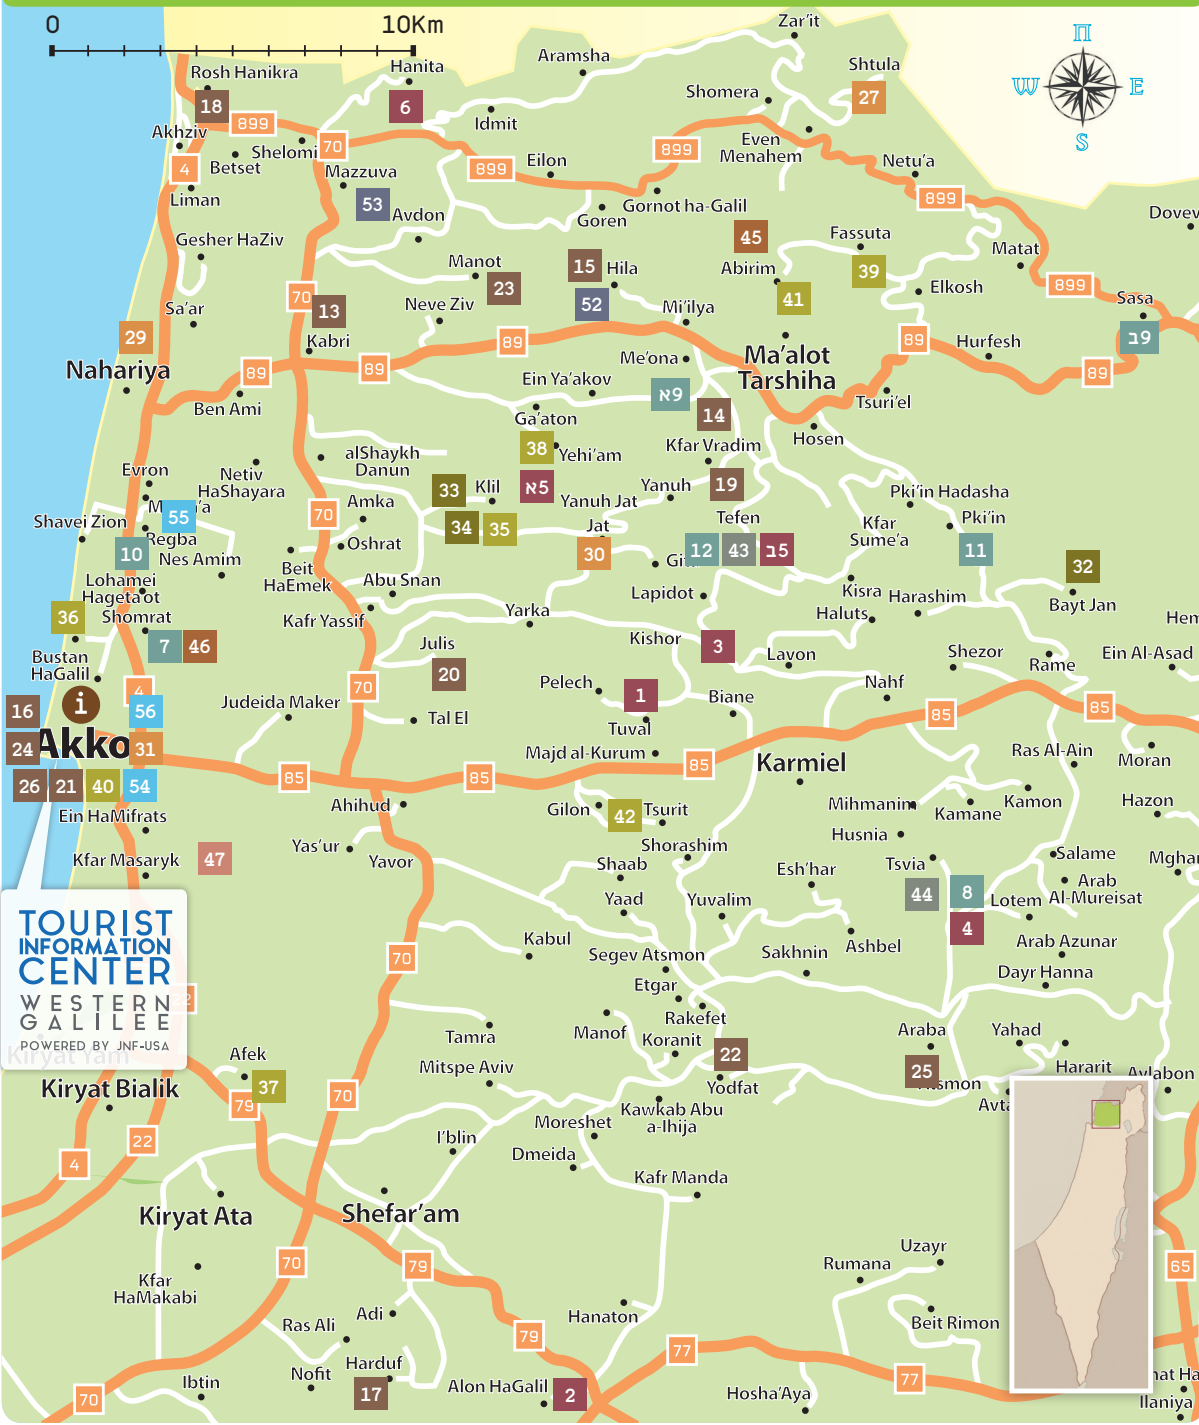 0 10Km
Zar'it
Aramsha
Hanita
Rosh Hanikra
Shtula
П
W E
S
Shomera
27
18
6
Idmit
899
Akhziv
Shelomi
70
899
Even
Menahem
Betset
4
Eilon
899
Netu'a
Mazzuva
Liman
53
Avdon
Goren
Gornot ha-Galil
899
Dovev
Gesher HaZiv
45
Fassuta
Matat
Manot
15
Hila
Abirim
39
23
52
41
Elkosh
899
Sa'ar
70
13
Neve Ziv
Mi'ilya
Sasa
29
Kabri
89
89
Hurfesh
ב9
Nahariya
89
89
Me'ona
Ma'alot
Tarshiha
89
Ein Ya'akov
Ben Ami
א9
Tsuri'el
Ga'aton
14
Hosen
38
Yehi'am
Kfar Vradim
alShaykh
Danun
Evron
Netiv
HaShayara
33
Klil
א5
Yanuh
19
Pki'in Hadasha
Amka
Yanuh Jat
55
70
34
35
Jat
Tefen
Kfar
Sume'a
Pki'in
Shavei Zion
Regba
Oshrat
30
12
43
ב5
11
10
Nes Amim
Beit
HaEmek
32
Lohamei
Hageta'ot
Abu Snan
Lapidot
Kisra
Harashim
Bayt Jan
36
Shomrat
Kafr Yassif
Yarka
Haluts
7
46
Julis
Kishor
3
Lavon
Shezor
Rame
Ein Al-Asad
Bustan
HaGalil
20
4
70
Pelech
1
Biane
Nahf
16
i
56
Judeida Maker
Tal El
Tuval
85
85
24
Akko
31
Majd al-Kurum
85
Karmiel
Ras Al-Ain
Moran
26
21
40
54
85
85
Ein HaMifrats
Ahihud
Gilon
42
Tsurit
Mihmanim
Kamane
Kamon
Hazon
Yas'ur
Husnia
Kfar Masaryk
47
Yavor
Shaab
Shorashim
Tsvia
Salame
Esh'har
Arab
Al-Mureisat
44
8
Lotem
Yaad
Yuvalim
4
TOURIST
INFORMATION
CENTER
WESTERN
GALILEE
POWERED BY JNF-USA
Kabul
Ashbel
Arab Azunar
70
Segev Atsmon
Sakhnin
Dayr Hanna
Etgar
Rakefet
Tamra
Manof
Koranit
Araba
Yahad
Kiryat Yam
Afek
Mitspe Aviv
22
25
Hararit
Kiryat Bialik
37
79
70
Yodfat
Kawkab Abu
a-lhija
Moreshet
22
I'blin
4
Dmeida
Kafr Manda
Kiryat Ata
Shefar'am
Uzayr
70
79
Rumana
65
Kfar
HaMakabi
Adi
Hanaton
Beit Rimon
Ras Ali
79
77
Harduf
Nofit
77
Ibtin
17
Alon HaGalil
2
Hosha'Aya
70
Ilaniya